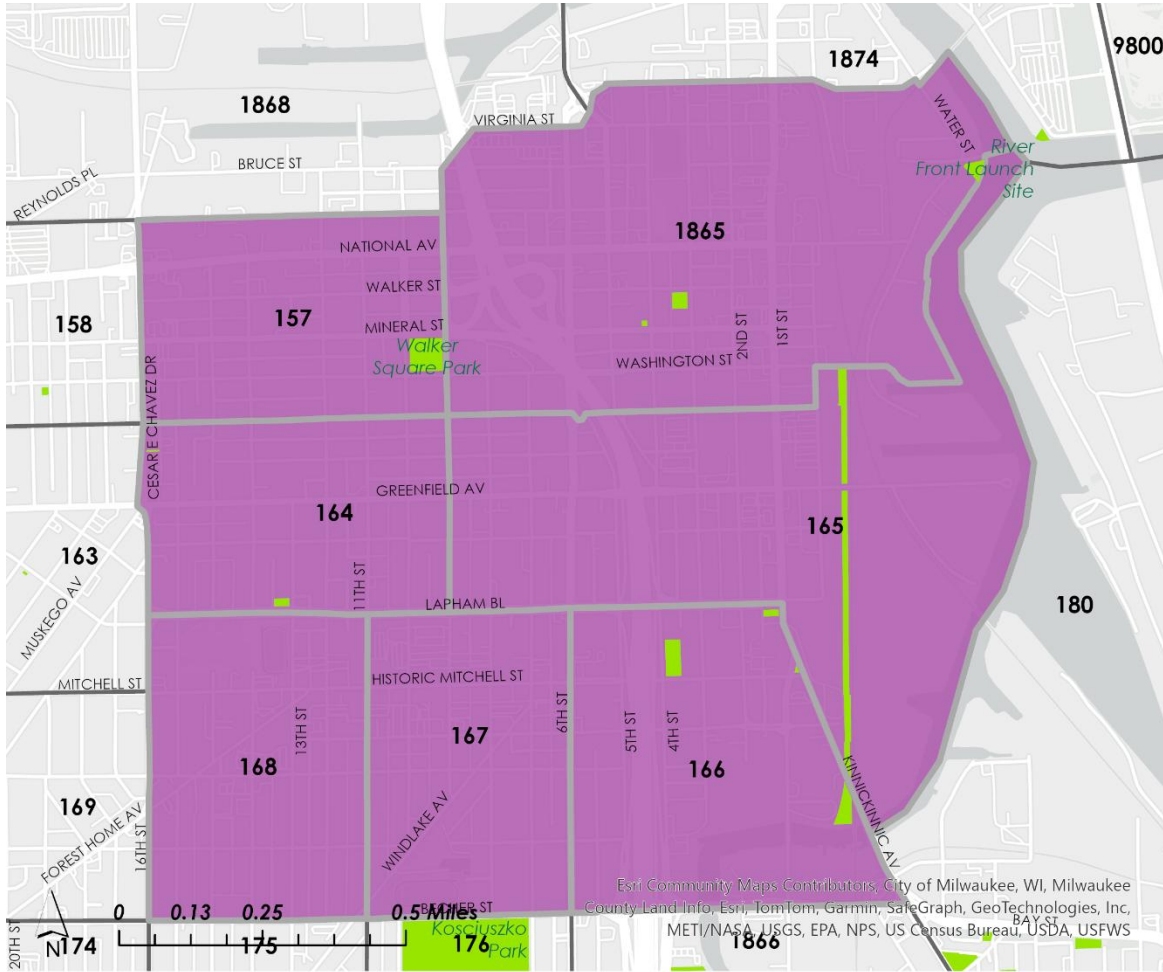 1874
9800
1868
VIRGINIA ST
WATER ST
BRUCE ST
River
Front Launch
Site
REYNOLDS PL
1865
NATIONAL AV
WALKER ST
158
157
MINERAL ST
2ND ST
1ST ST
Walker
Square Park
WASHINGTON ST
CESAR E CHAVEZ DR
GREENFIELD AV
164
165
163
11TH ST
LAPHAM BL
180
MUSKEGO AV
MITCHELL ST
HISTORIC MITCHELL ST
13TH ST
6TH ST
5TH ST
4TH ST
167
168
166
KINNICKINNIC AV
169
FOREST HOME AV
16TH ST
WINDLAKE AV
BECHER ST
0 0.13 0.25 0.5 Miles
N
20TH ST
174
175
176
Kosciuszko
Park
1866
BAY ST
Esri Community Maps Contributors, City of Milwaukee, WI, Milwaukee
County Land Info, Esri, TomTom, Garmin, SafeGraph, GeoTechnologies, Inc,
METI/NASA, USGS, EPA, NPS, US Census Bureau, USDA, USFWS